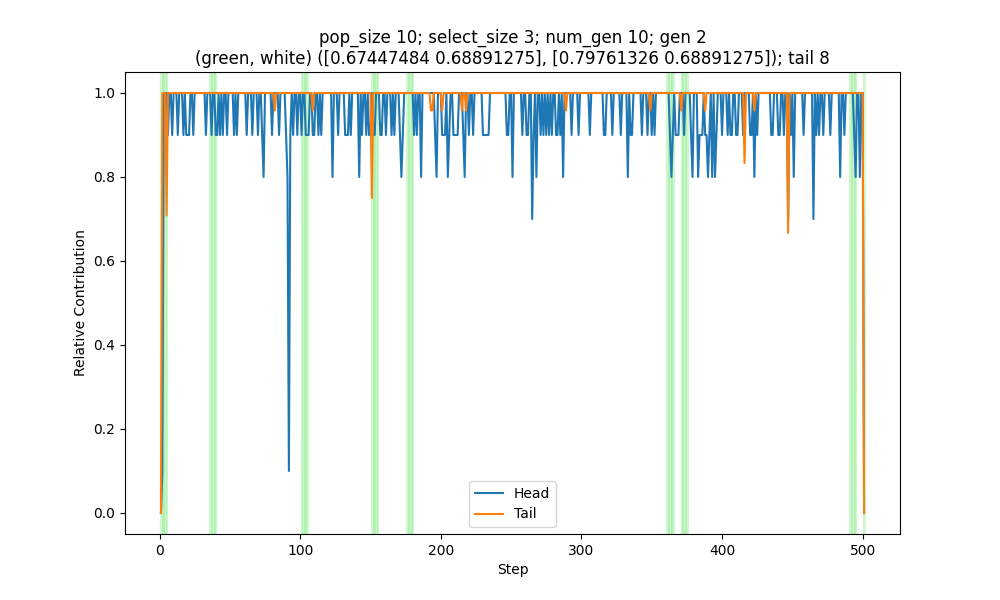 pop_size 10; select_size 3; num_gen 10; gen 2
(green, white) ([0.67447484 0.68891275], [0.79761326 0.68891275]); tail 8
1.0
0.8
0.6
0.4
0.2
0.0
Relative Contribution
Head
Tail
0
100
200
300
400
500
Step